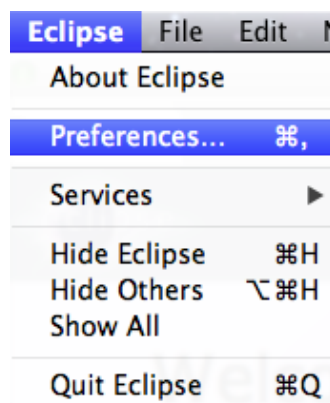 Eclipse File Edit
About Eclipse
Preferences... ⌘,
Services ▶
Hide Eclipse ⌘H
Hide Others ⌥⌘H
Show All
Quit Eclipse ⌘Q